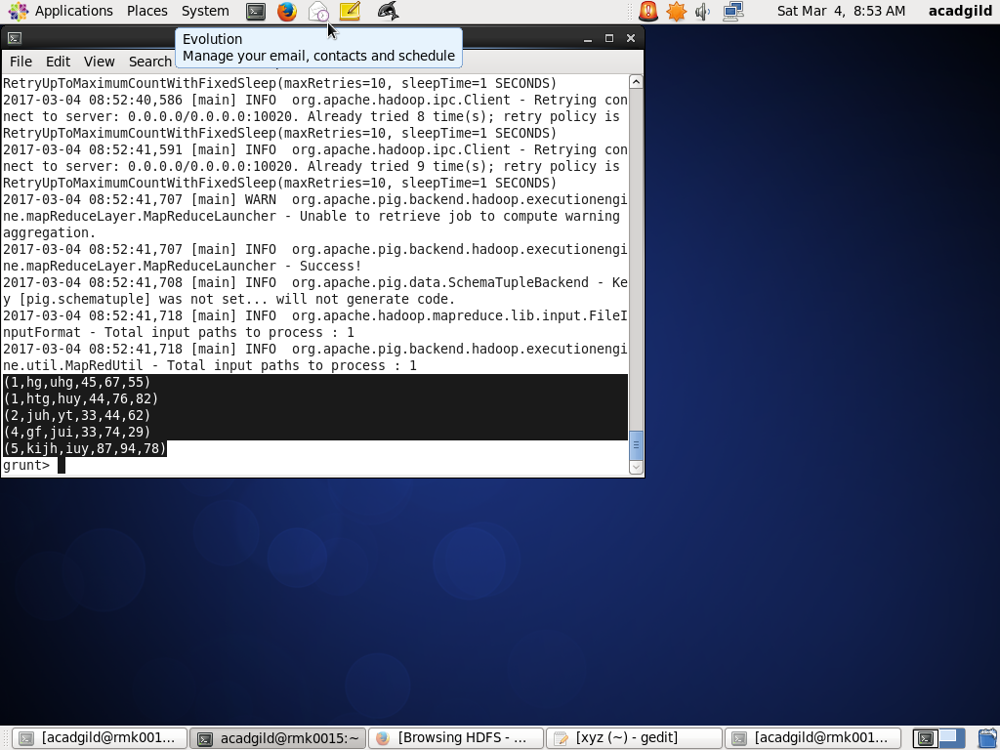 Applications Places System Sat Mar 4, 8:53 AM acadgild
Evolution
Manage your email, contacts and schedule
File Edit View Search
RetryUpToMaximumCountWithFixedSleep(maxRetries=10, sleepTime=1 SECONDS)
2017-03-04 08:52:40,586 [main] INFO  org.apache.hadoop.ipc.Client - Retrying con
nect to server: 0.0.0.0/0.0.0.0:10020. Already tried 8 time(s); retry policy is
RetryUpToMaximumCountWithFixedSleep(maxRetries=10, sleepTime=1 SECONDS)
2017-03-04 08:52:41,591 [main] INFO  org.apache.hadoop.ipc.Client - Retrying con
nect to server: 0.0.0.0/0.0.0.0:10020. Already tried 9 time(s); retry policy is
RetryUpToMaximumCountWithFixedSleep(maxRetries=10, sleepTime=1 SECONDS)
2017-03-04 08:52:41,707 [main] WARN  org.apache.pig.backend.hadoop.executionengi
ne.mapReduceLayer.MapReduceLauncher - Unable to retrieve job to compute warning
aggregation.
2017-03-04 08:52:41,707 [main] INFO  org.apache.pig.backend.hadoop.executionengi
ne.mapReduceLayer.MapReduceLauncher - Success!
2017-03-04 08:52:41,708 [main] INFO  org.apache.pig.data.SchemaTupleBackend - Ke
y [pig.schematuple] was not set... will not generate code.
2017-03-04 08:52:41,718 [main] INFO  org.apache.hadoop.mapreduce.lib.input.FileI
nputFormat - Total input paths to process : 1
2017-03-04 08:52:41,718 [main] INFO  org.apache.pig.backend.hadoop.executionengi
ne.util.MapRedUtil - Total input paths to process : 1
(1,hg,uhg,45,67,55)
(1,htg,huy,44,76,82)
(2,juh,yt,33,44,62)
(4,gf,jui,33,74,29)
(5,kijh,iuy,87,94,78)
grunt>
[acadgild@rmk001... acadgild@rmk0015:~ [Browsing HDFS - ... [xyz (~) - gedit] [acadgild@rmk001...